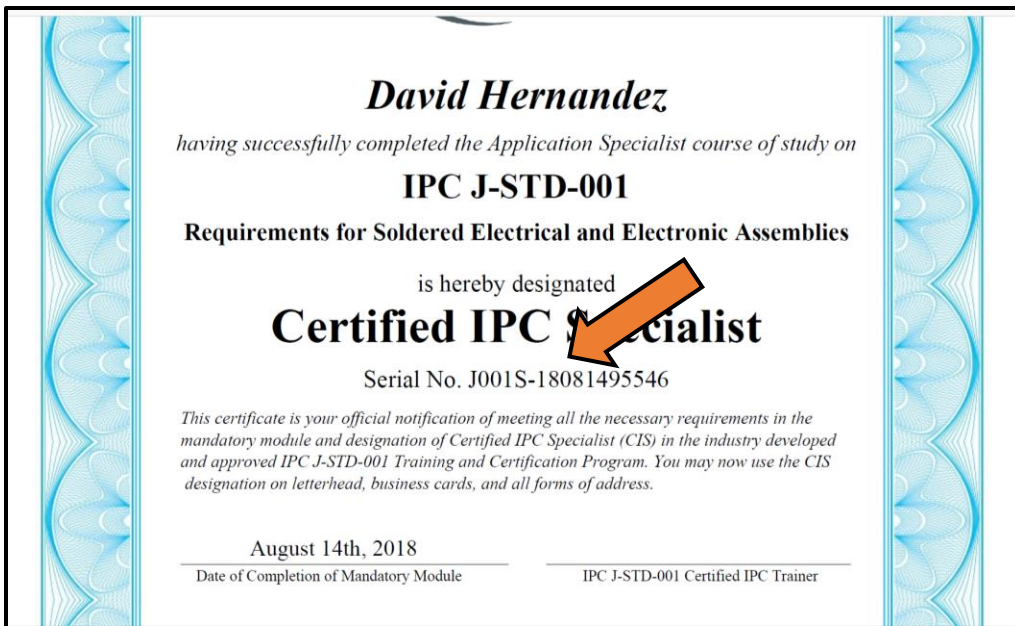 David Hernandez
having successfully completed the Application Specialist course of study on
IPC J-STD-001
Requirements for Soldered Electrical and Electronic Assemblies
is hereby designated
Certified IPC Specialist
Serial No. J001S-18081495546
This certificate is your official notification of meeting all the necessary requirements in the
mandatory module and designation of Certified IPC Specialist (CIS) in the industry developed
and approved IPC J-STD-001 Training and Certification Program. You may now use the CIS
designation on letterhead, business cards, and all forms of address.
August 14th, 2018
Date of Completion of Mandatory Module
IPC J-STD-001 Certified IPC Trainer